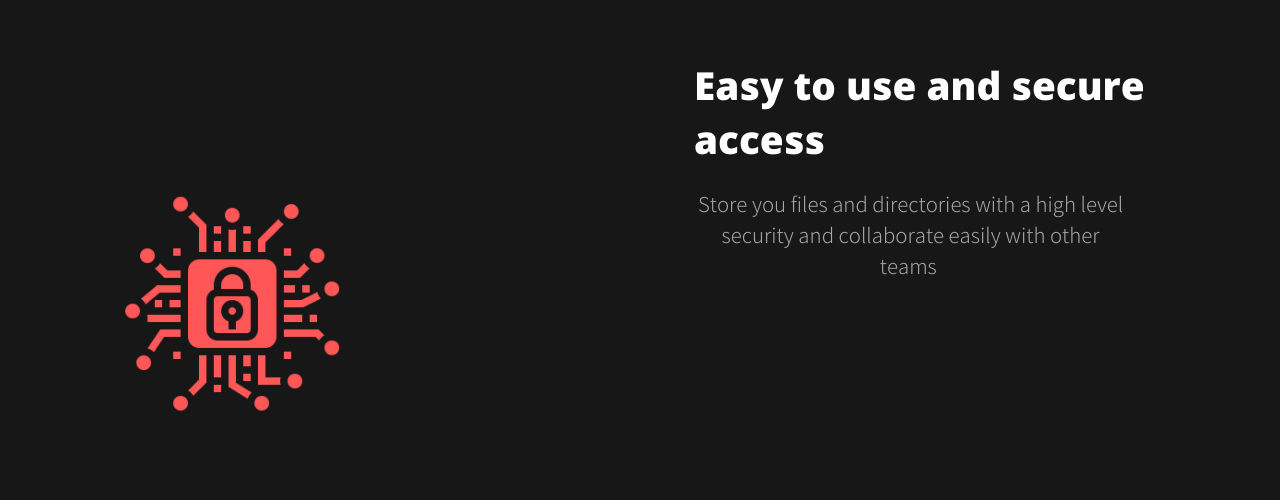 Easy to use and secure
access
Store you files and directories with a high level
security and collaborate easily with other
teams